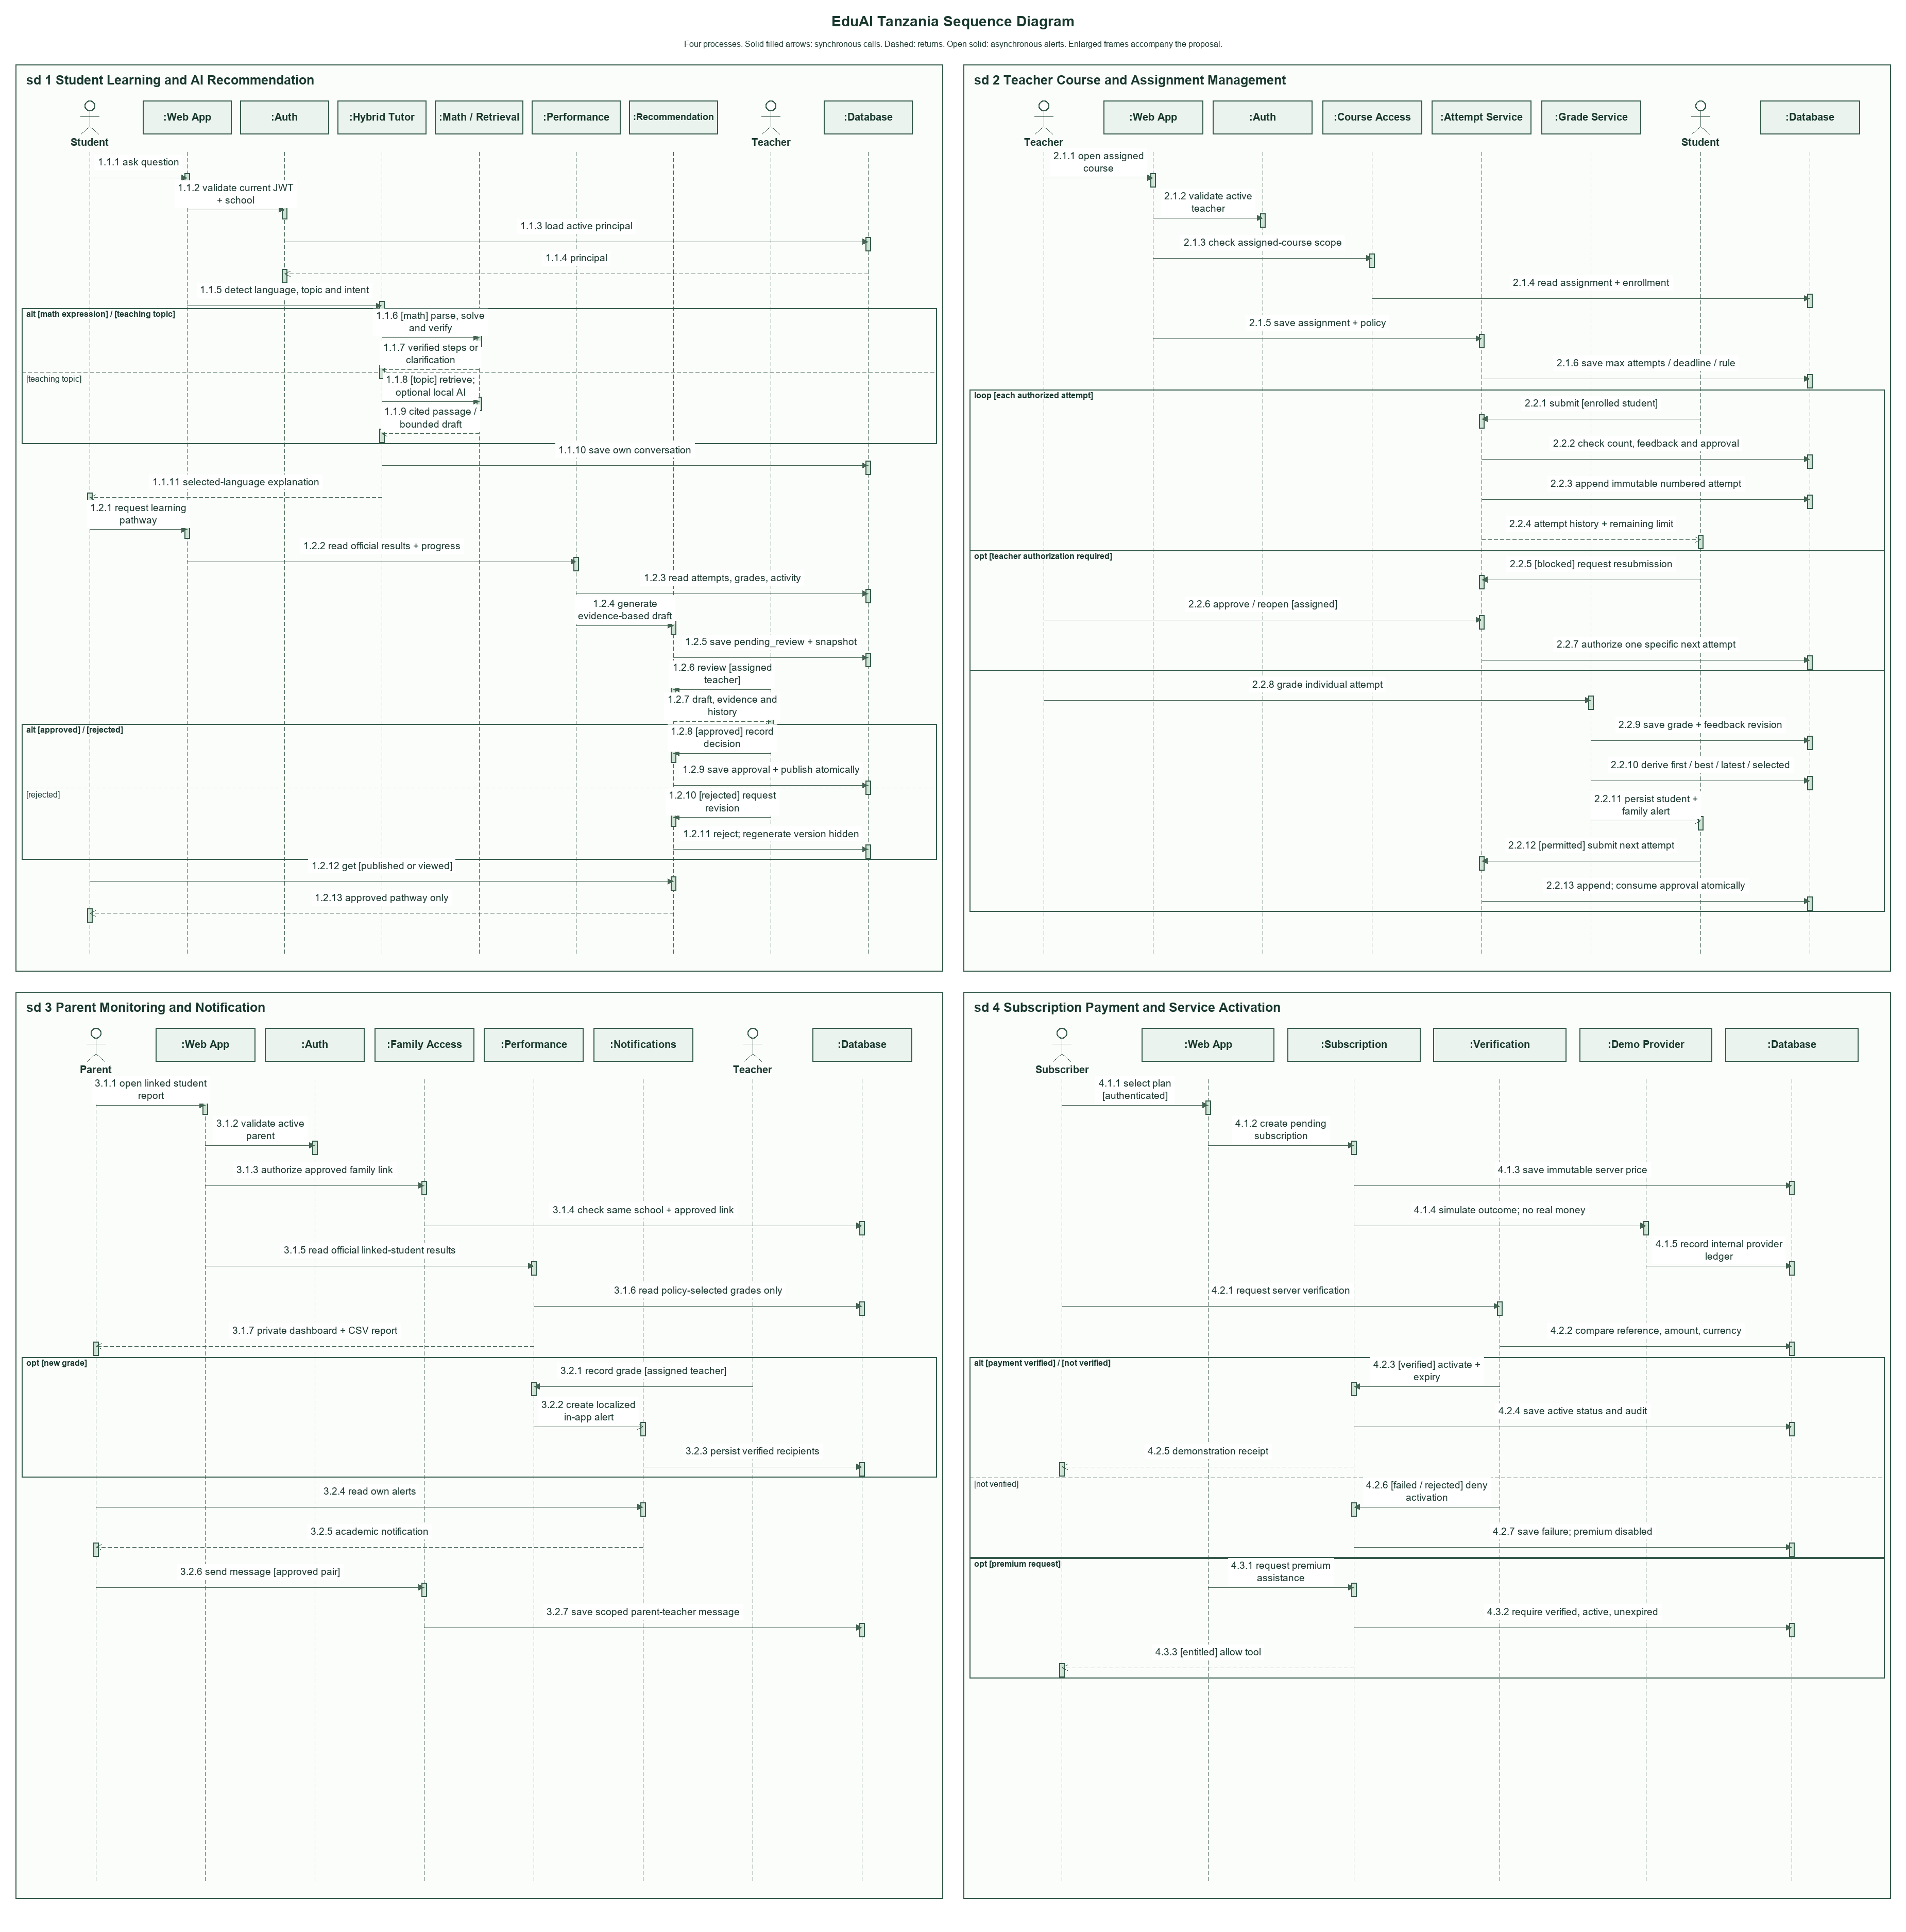 EduAI Tanzania Sequence Diagram
Four processes. Solid filled arrows: synchronous calls. Dashed: returns. Open solid: asynchronous alerts. Enlarged frames accompany the proposal.
sd 1 Student Learning and AI Recommendation
:Web App
:Auth
:Hybrid Tutor
:Math / Retrieval
:Performance
:Recommendation
:Database
Student
Teacher
1.1.1 ask question
1.1.2 validate current JWT
+ school
1.1.3 load active principal
1.1.4 principal
1.1.5 detect language, topic and intent
alt [math expression] / [teaching topic]
1.1.6 [math] parse, solve
and verify
1.1.7 verified steps or
clarification
[teaching topic]
1.1.8 [topic] retrieve;
optional local AI
1.1.9 cited passage /
bounded draft
1.1.10 save own conversation
1.1.11 selected-language explanation
1.2.1 request learning
pathway
1.2.2 read official results + progress
1.2.3 read attempts, grades, activity
1.2.4 generate
evidence-based draft
1.2.5 save pending_review + snapshot
1.2.6 review [assigned
teacher]
1.2.7 draft, evidence and
history
alt [approved] / [rejected]
1.2.8 [approved] record
decision
1.2.9 save approval + publish atomically
[rejected]
1.2.10 [rejected] request
revision
1.2.11 reject; regenerate version hidden
1.2.12 get [published or viewed]
1.2.13 approved pathway only
sd 2 Teacher Course and Assignment Management
:Web App
:Auth
:Course Access
:Attempt Service
:Grade Service
:Database
Teacher
Student
2.1.1 open assigned
course
2.1.2 validate active
teacher
2.1.3 check assigned-course scope
2.1.4 read assignment + enrollment
2.1.5 save assignment + policy
2.1.6 save max attempts / deadline / rule
loop [each authorized attempt]
2.2.1 submit [enrolled student]
2.2.2 check count, feedback and approval
2.2.3 append immutable numbered attempt
2.2.4 attempt history + remaining limit
opt [teacher authorization required]
2.2.5 [blocked] request resubmission
2.2.6 approve / reopen [assigned]
2.2.7 authorize one specific next attempt
2.2.8 grade individual attempt
2.2.9 save grade + feedback revision
2.2.10 derive first / best / latest / selected
2.2.11 persist student +
family alert
2.2.12 [permitted] submit next attempt
2.2.13 append; consume approval atomically
sd 3 Parent Monitoring and Notification
:Web App
:Auth
:Family Access
:Performance
:Notifications
:Database
Parent
Teacher
3.1.1 open linked student
report
3.1.2 validate active
parent
3.1.3 authorize approved family link
3.1.4 check same school + approved link
3.1.5 read official linked-student results
3.1.6 read policy-selected grades only
3.1.7 private dashboard + CSV report
opt [new grade]
3.2.1 record grade [assigned teacher]
3.2.2 create localized
in-app alert
3.2.3 persist verified recipients
3.2.4 read own alerts
3.2.5 academic notification
3.2.6 send message [approved pair]
3.2.7 save scoped parent-teacher message
sd 4 Subscription Payment and Service Activation
:Web App
:Subscription
:Verification
:Demo Provider
:Database
Subscriber
4.1.1 select plan
[authenticated]
4.1.2 create pending
subscription
4.1.3 save immutable server price
4.1.4 simulate outcome; no real money
4.1.5 record internal provider
ledger
4.2.1 request server verification
4.2.2 compare reference, amount, currency
alt [payment verified] / [not verified]
4.2.3 [verified] activate +
expiry
4.2.4 save active status and audit
4.2.5 demonstration receipt
[not verified]
4.2.6 [failed / rejected] deny
activation
4.2.7 save failure; premium disabled
opt [premium request]
4.3.1 request premium
assistance
4.3.2 require verified, active, unexpired
4.3.3 [entitled] allow tool